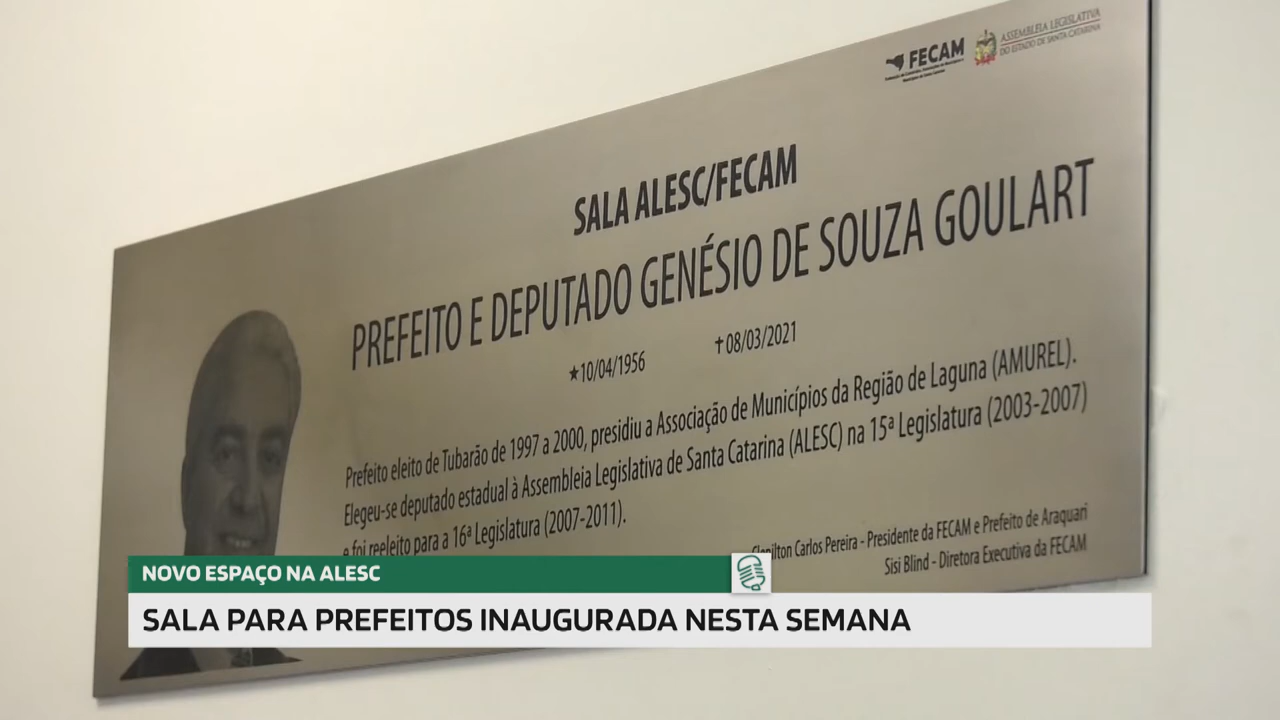 FECAM
ASSEMBLEIA LEGISLATIVA
DO ESTADO DE SANTA CATARINA
SALA ALESC/FECAM
PREFEITO E DEPUTADO GENÉSIO DE SOUZA GOULART
★10/04/1956 ✝08/03/2021
Prefeito eleito de Tubarão de 1997 a 2000, presidiu a Associação de Municípios da Região de Laguna (AMUREL).
Elegeu-se deputado estadual à Assembleia Legislativa de Santa Catarina (ALESC) na 15ª Legislatura (2003-2007)
e foi reeleito para a 16ª Legislatura (2007-2011).
Carlos Pereira - Presidente da FECAM e Prefeito de Araquari
Sisi Blind - Diretora Executiva da FECAM
NOVO ESPAÇO NA ALESC
SALA PARA PREFEITOS INAUGURADA NESTA SEMANA